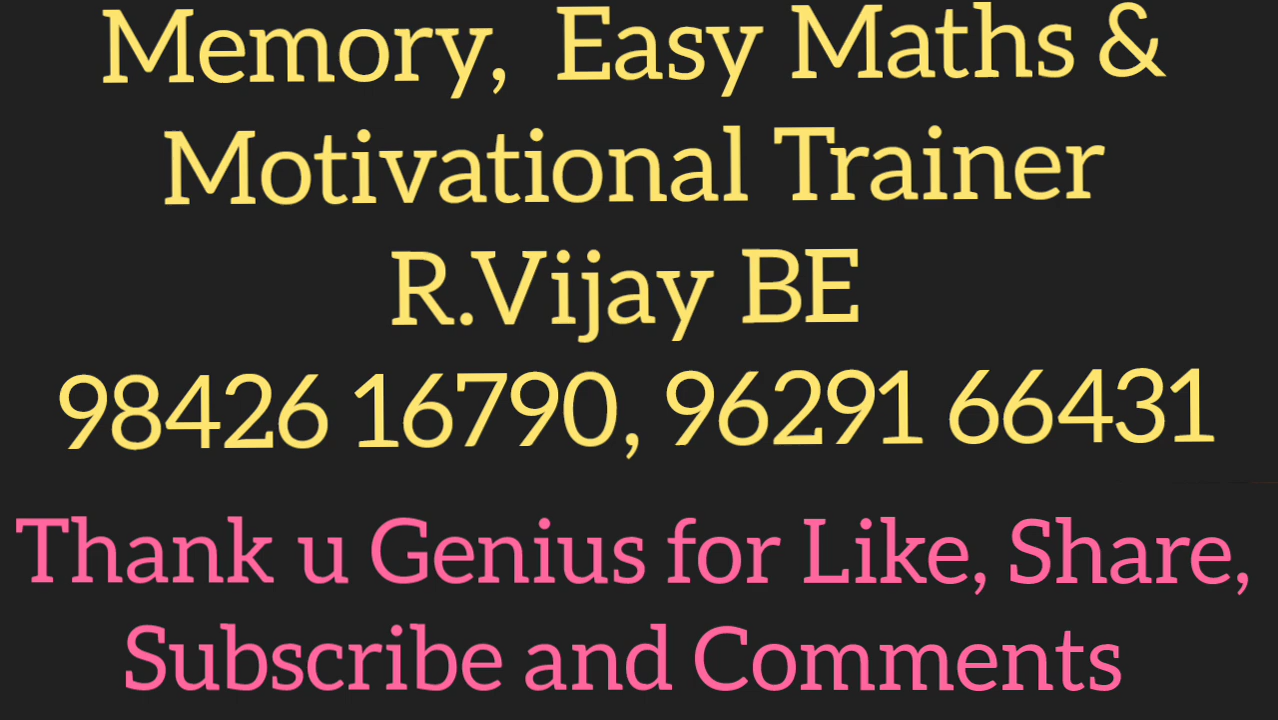 Memory, Easy Maths &
Motivational Trainer
R.Vijay BE
98426 16790, 96291 66431
Thank u Genius for Like, Share,
Subscribe and Comments